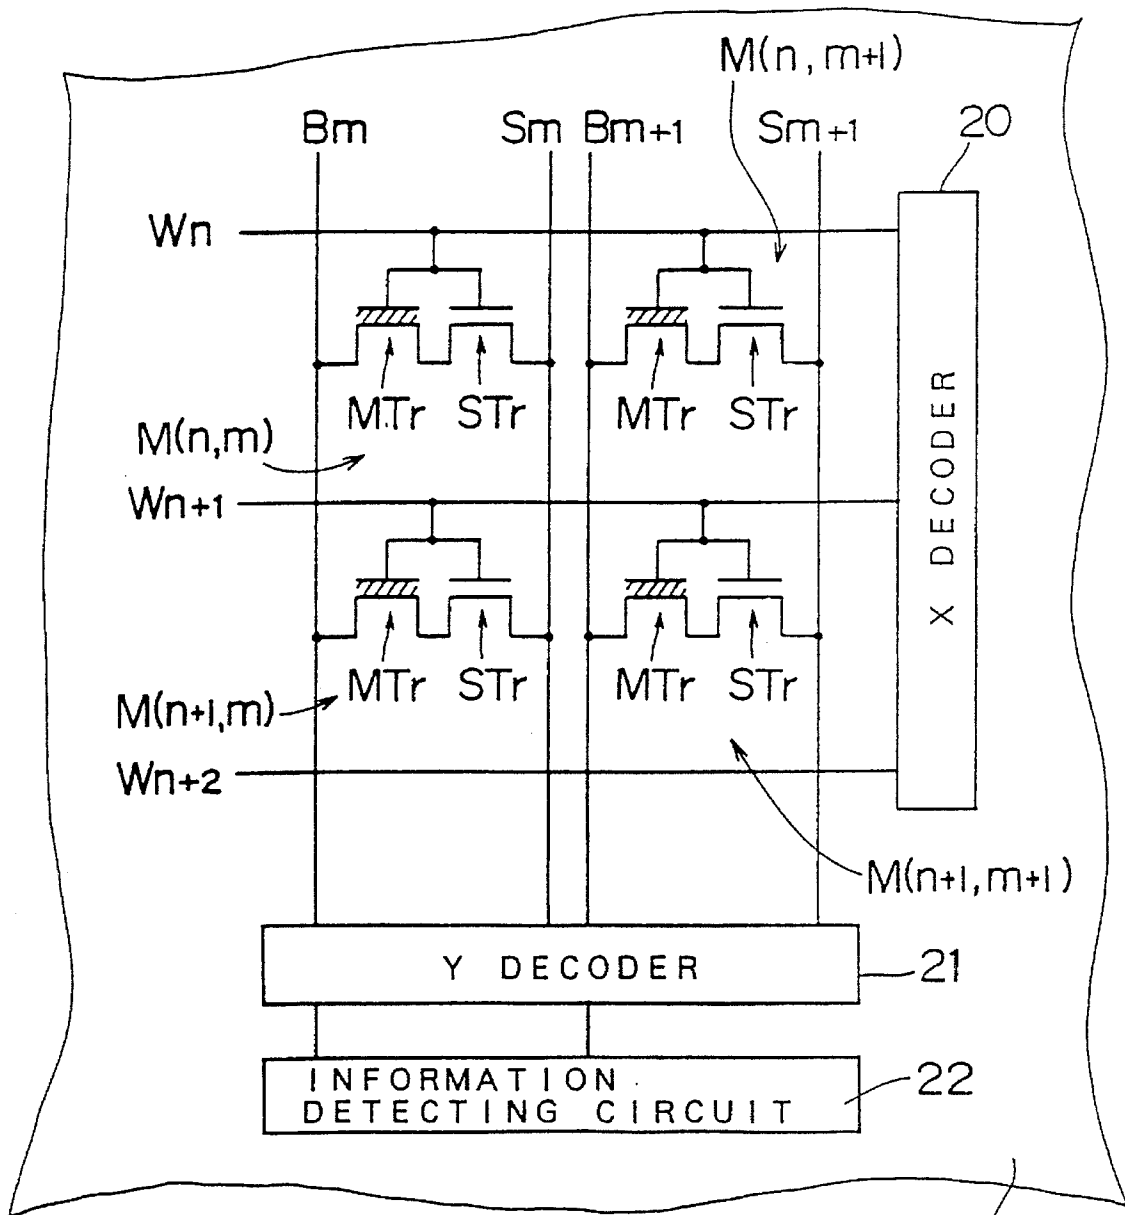 M(n, m+1)
Bm Sm Bm+1 Sm+1 20
Wn
MTr STr MTr STr
M(n,m)
Wn+1
X DECODER
MTr STr MTr STr
M(n+1,m)
Wn+2
M(n+1, m+1)
Y DECODER 21
INFORMATION
DETECTING CIRCUIT 22